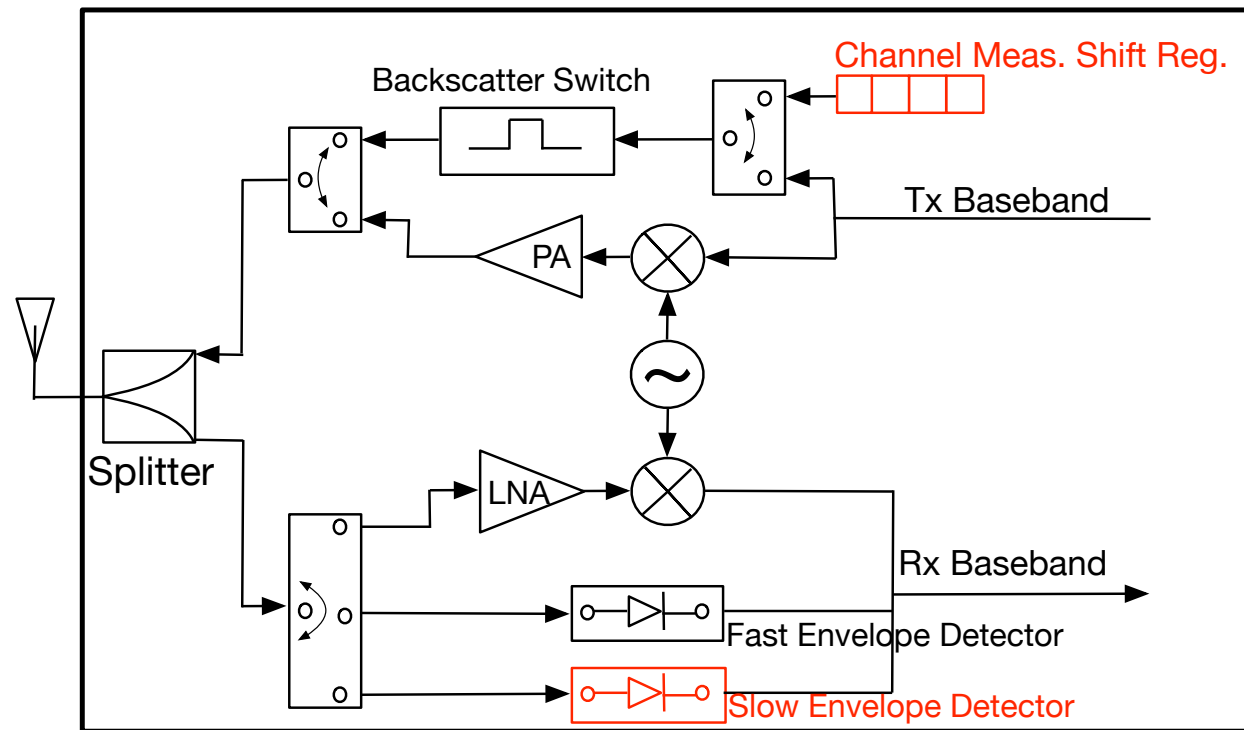 Channel Meas. Shift Reg.
Backscatter Switch
Tx Baseband
PA
Splitter
LNA
Rx Baseband
Fast Envelope Detector
Slow Envelope Detector